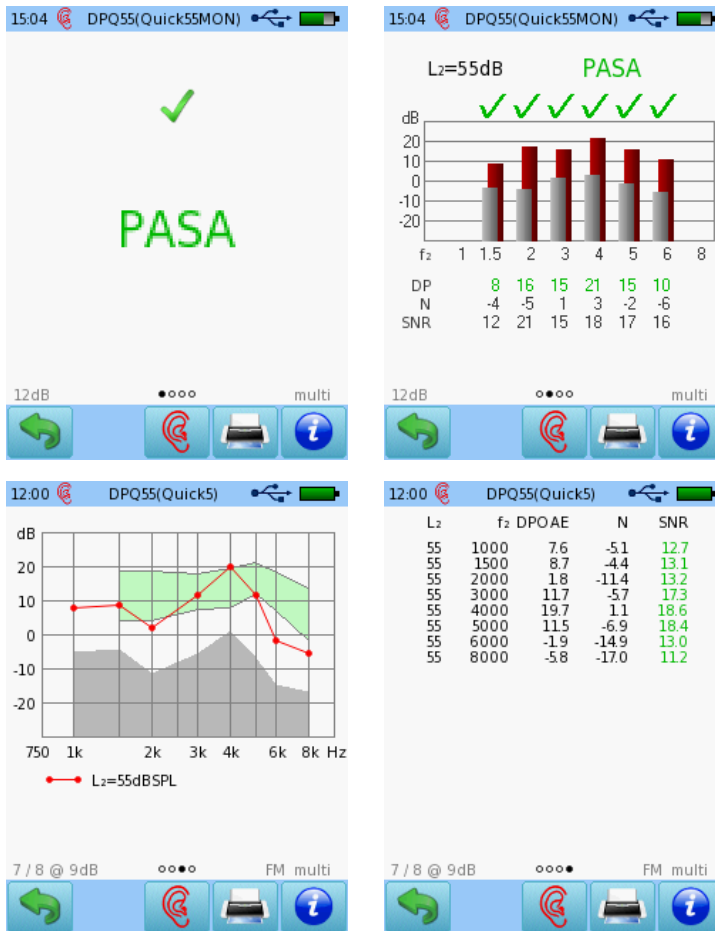 15:04 DPQ55(Quick55MON)
PASA
12dB multi
15:04 DPQ55(Quick55MON)
L₂=55dB PASA
dB
20
10
0
-10
-20
f₂ 1 1.5 2 3 4 5 6 8
DP 8 16 15 21 15 10
N -4 -5 1 3 -2 -6
SNR 12 21 15 18 17 16
12dB multi
12:00 DPQ55(Quick5)
dB
20
10
0
-10
-20
750 1k 2k 3k 4k 6k 8k Hz
L₂=55dBSPL
7 / 8 @ 9dB FM multi
12:00 DPQ55(Quick5)
L₂ f₂ DPOAE N SNR
55 1000 7.6 -5.1 12.7
55 1500 8.7 -4.4 13.1
55 2000 1.8 -11.4 13.2
55 3000 11.7 -5.7 17.3
55 4000 19.7 1.1 18.6
55 5000 11.5 -6.9 18.4
55 6000 -1.9 -14.9 13.0
55 8000 -5.8 -17.0 11.2
7 / 8 @ 9dB FM multi